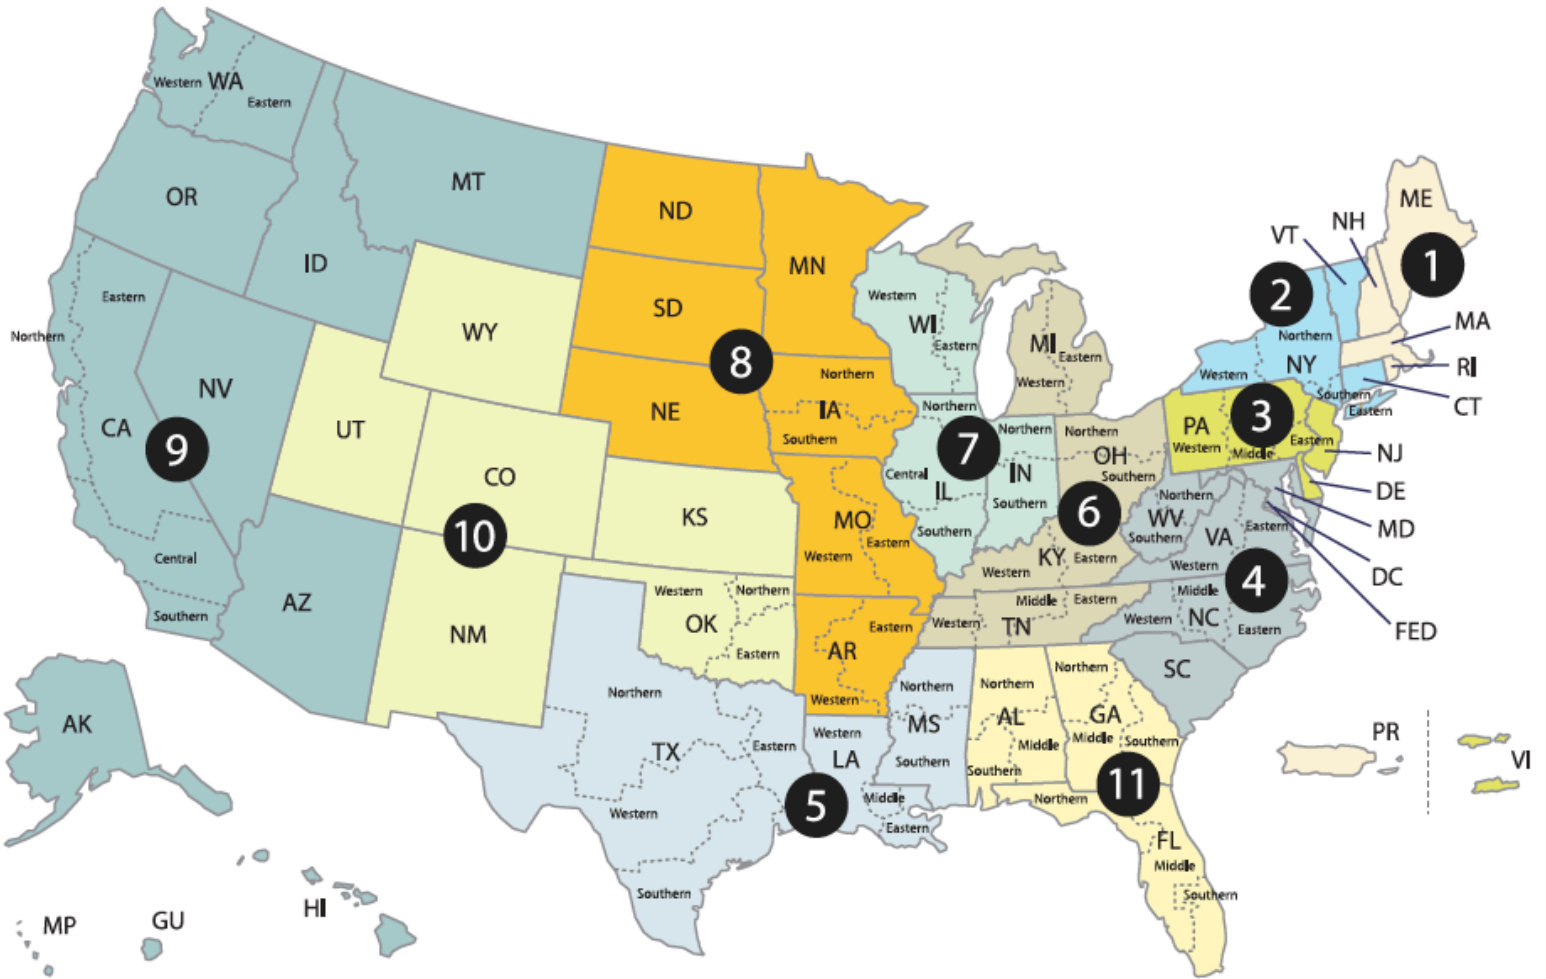 WA
Western
Eastern
OR
MT
ID
Eastern
Northern
NV
CA
9
Central
Southern
AZ
WY
UT
CO
10
KS
NM
Western
Northern
OK
Eastern
ND
MN
SD
8
NE
Northern
IA
Southern
MO
Western
Eastern
Eastern
AR
Western
Northern
TX
Eastern
Western
Southern
Western
LA
5
Middle
Eastern
Northern
MS
Southern
Western
WI
Eastern
Northern
7
Central
IL
Southern
Northern
IN
Southern
MI
Eastern
Western
Northern
OH
Southern
6
KY
Western
Eastern
Western
Middle
Eastern
TN
Northern
AL
Middle
Southern
Northern
GA
Middle
Southern
11
Northern
FL
Middle
Southern
Northern
WV
Southern
VA
Eastern
Western
4
Western
Middle
NC
Eastern
SC
PA
3
Western
Middle
Eastern
2
Northern
NY
Western
Southern
Eastern
VT
NH
ME
1
MA
RI
CT
NJ
DE
MD
DC
FED
PR
VI
AK
HI
GU
MP